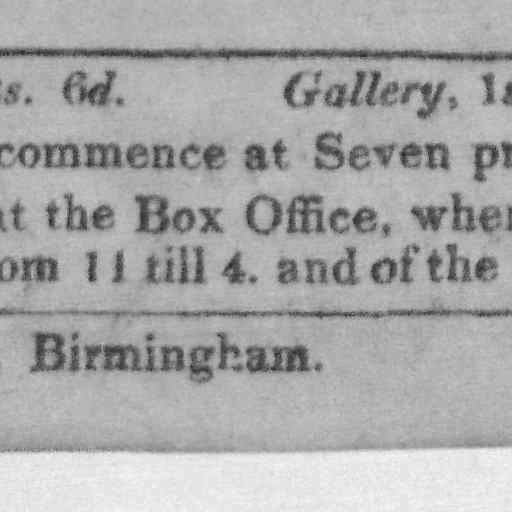 s. 6d. Gallery, 1s
commence at Seven pr
at the Box Office, wher
om 11 till 4. and of the
Birmingham.